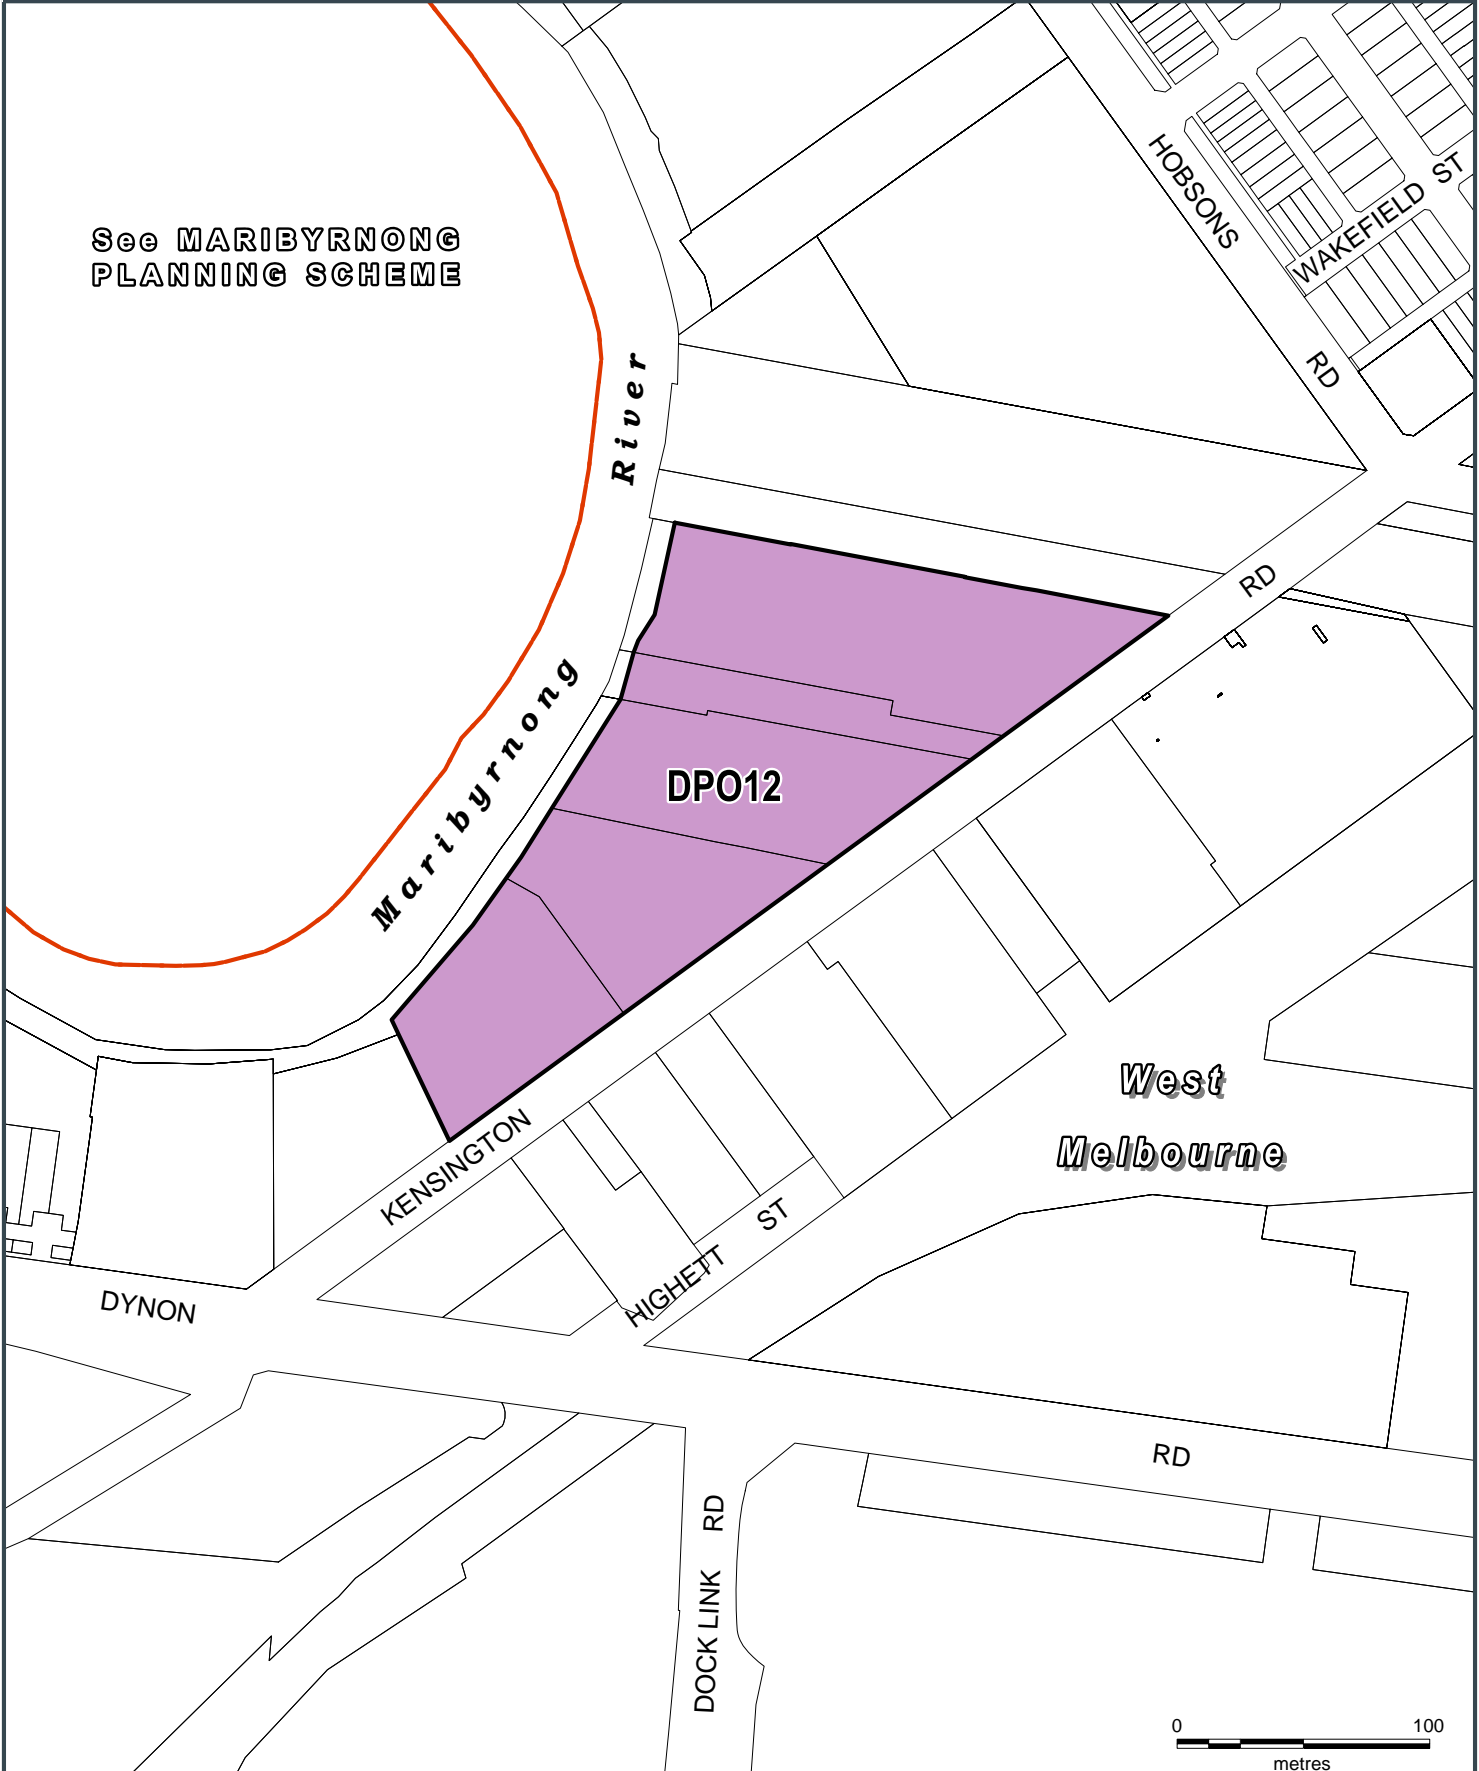 HOBSONS
RD
WAKEFIELD
ST
See MARIBYRNONG
PLANNING SCHEME
Maribyrnong
River
RD
DPO12
West
Melbourne
KENSINGTON
HIGHETT
ST
DYNON
RD
DOCK LINK
RD
0
100
metres